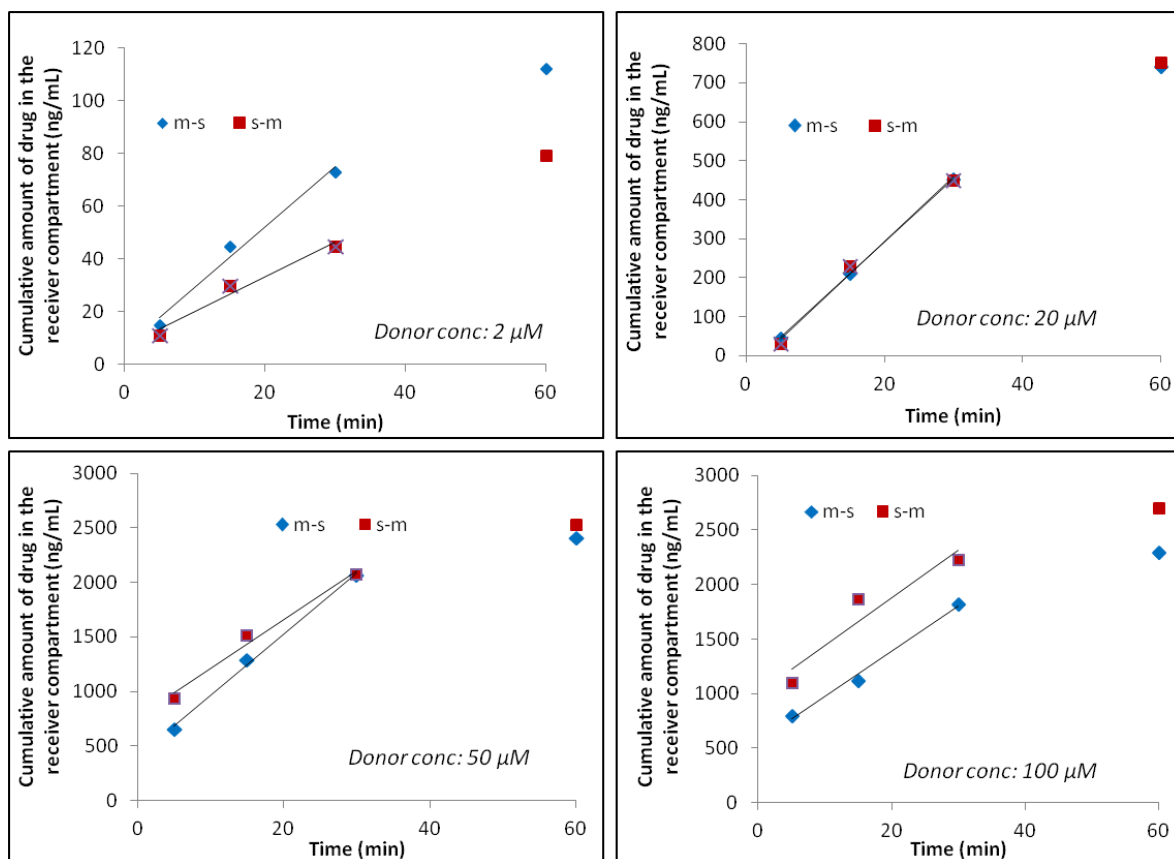 Cumulative amount of drug in the
receiver compartment (ng/mL)
120
100
80
60
40
20
0
m-s
s-m
Donor conc: 2 µM
0
20
40
60
Time (min)
Cumulative amount of drug in the
receiver compartment (ng/mL)
800
700
600
500
400
300
200
100
0
m-s
s-m
Donor conc: 20 µM
0
20
40
60
Time (min)
Cumulative amount of drug in the
receiver compartment (ng/mL)
3000
2500
2000
1500
1000
500
0
m-s
s-m
Donor conc: 50 µM
0
20
40
60
Time (min)
Cumulative amount of drug in the
receiver compartment (ng/mL)
3000
2500
2000
1500
1000
500
0
m-s
s-m
Donor conc: 100 µM
0
20
40
60
Time (min)